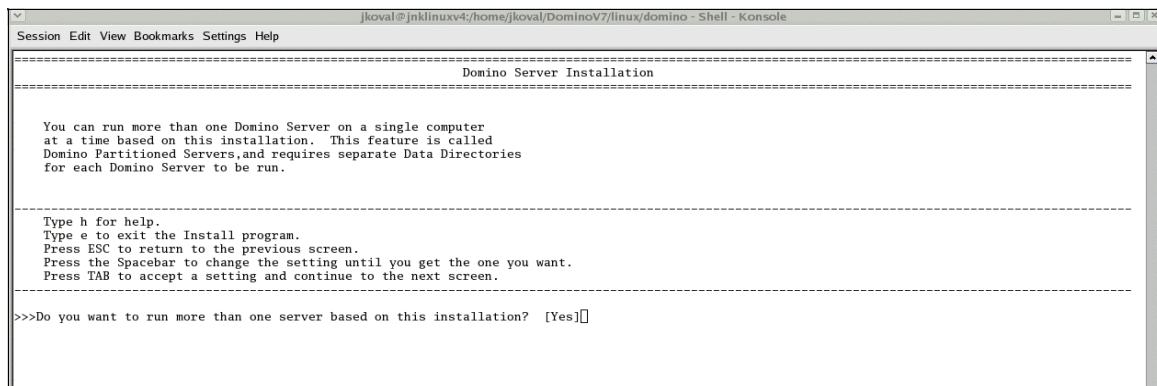 jkoval@jnklinuxv4:/home/jkoval/DominoV7/linux/domino - Shell - Konsole
Session Edit View Bookmarks Settings Help
Domino Server Installation
You can run more than one Domino Server on a single computer
at a time based on this installation. This feature is called
Domino Partitioned Servers,and requires separate Data Directories
for each Domino Server to be run.
Type h for help.
Type e to exit the Install program.
Press ESC to return to the previous screen.
Press the Spacebar to change the setting until you get the one you want.
Press TAB to accept a setting and continue to the next screen.
>>>Do you want to run more than one server based on this installation? [Yes]